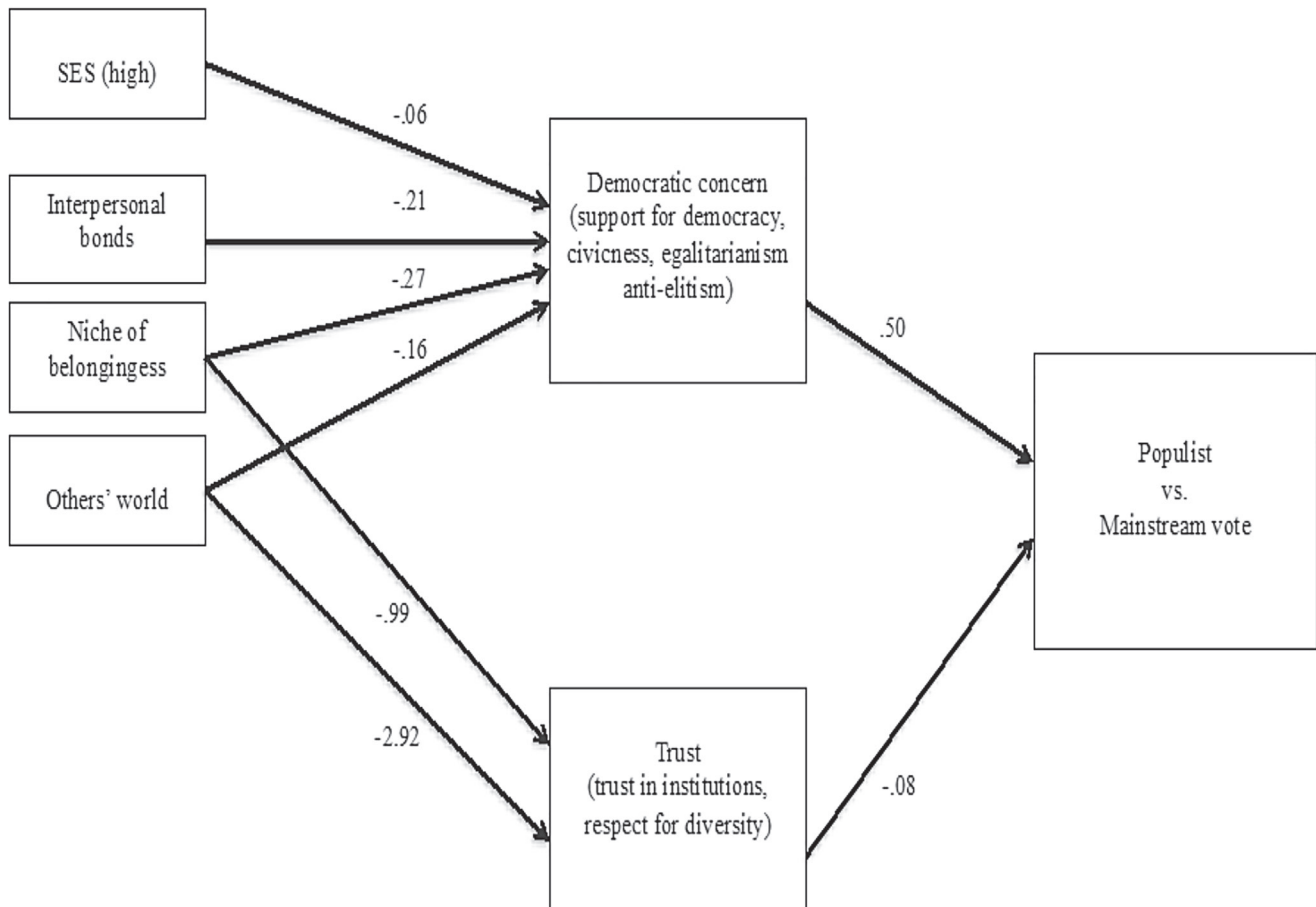 SES (high)
-.06
Interpersonal
bonds
-.21
Democratic concern
(support for democracy,
civicness, egalitarianism
anti-elitism)
Niche of
belongingess
-.27
-.16
.50
Others’ world
Populist
vs.
Mainstream vote
-.99
-2.92
Trust
(trust in institutions,
respect for diversity)
-.08